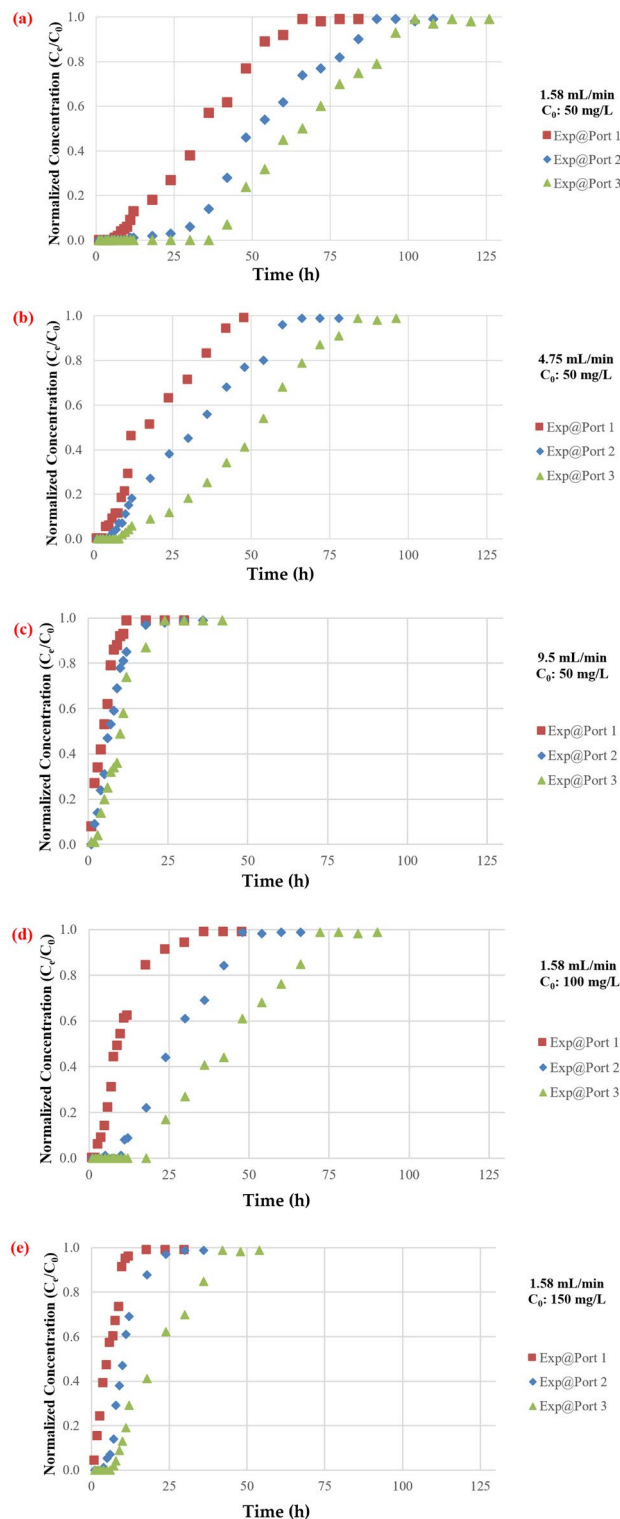 (a)
Normalized Concentration (Cₑ/C₀)
1.0
0.8
0.6
0.4
0.2
0.0
0
25
50
75
100
125
Time (h)
1.58 mL/min
C₀: 50 mg/L
Exp@Port 1
Exp@Port 2
Exp@Port 3
(b)
Normalized Concentration (Cₑ/C₀)
1.0
0.8
0.6
0.4
0.2
0.0
0
25
50
75
100
125
Time (h)
4.75 mL/min
C₀: 50 mg/L
Exp@Port 1
Exp@Port 2
Exp@Port 3
(c)
Normalized Concentration (Cₑ/C₀)
1.0
0.8
0.6
0.4
0.2
0.0
0
25
50
75
100
125
Time (h)
9.5 mL/min
C₀: 50 mg/L
Exp@Port 1
Exp@Port 2
Exp@Port 3
(d)
Normalized Concentration (Cₑ/C₀)
1.0
0.8
0.6
0.4
0.2
0.0
0
25
50
75
100
125
Time (h)
1.58 mL/min
C₀: 100 mg/L
Exp@Port 1
Exp@Port 2
Exp@Port 3
(e)
Normalized Concentration (Cₑ/C₀)
1.0
0.8
0.6
0.4
0.2
0.0
0
25
50
75
100
125
Time (h)
1.58 mL/min
C₀: 150 mg/L
Exp@Port 1
Exp@Port 2
Exp@Port 3